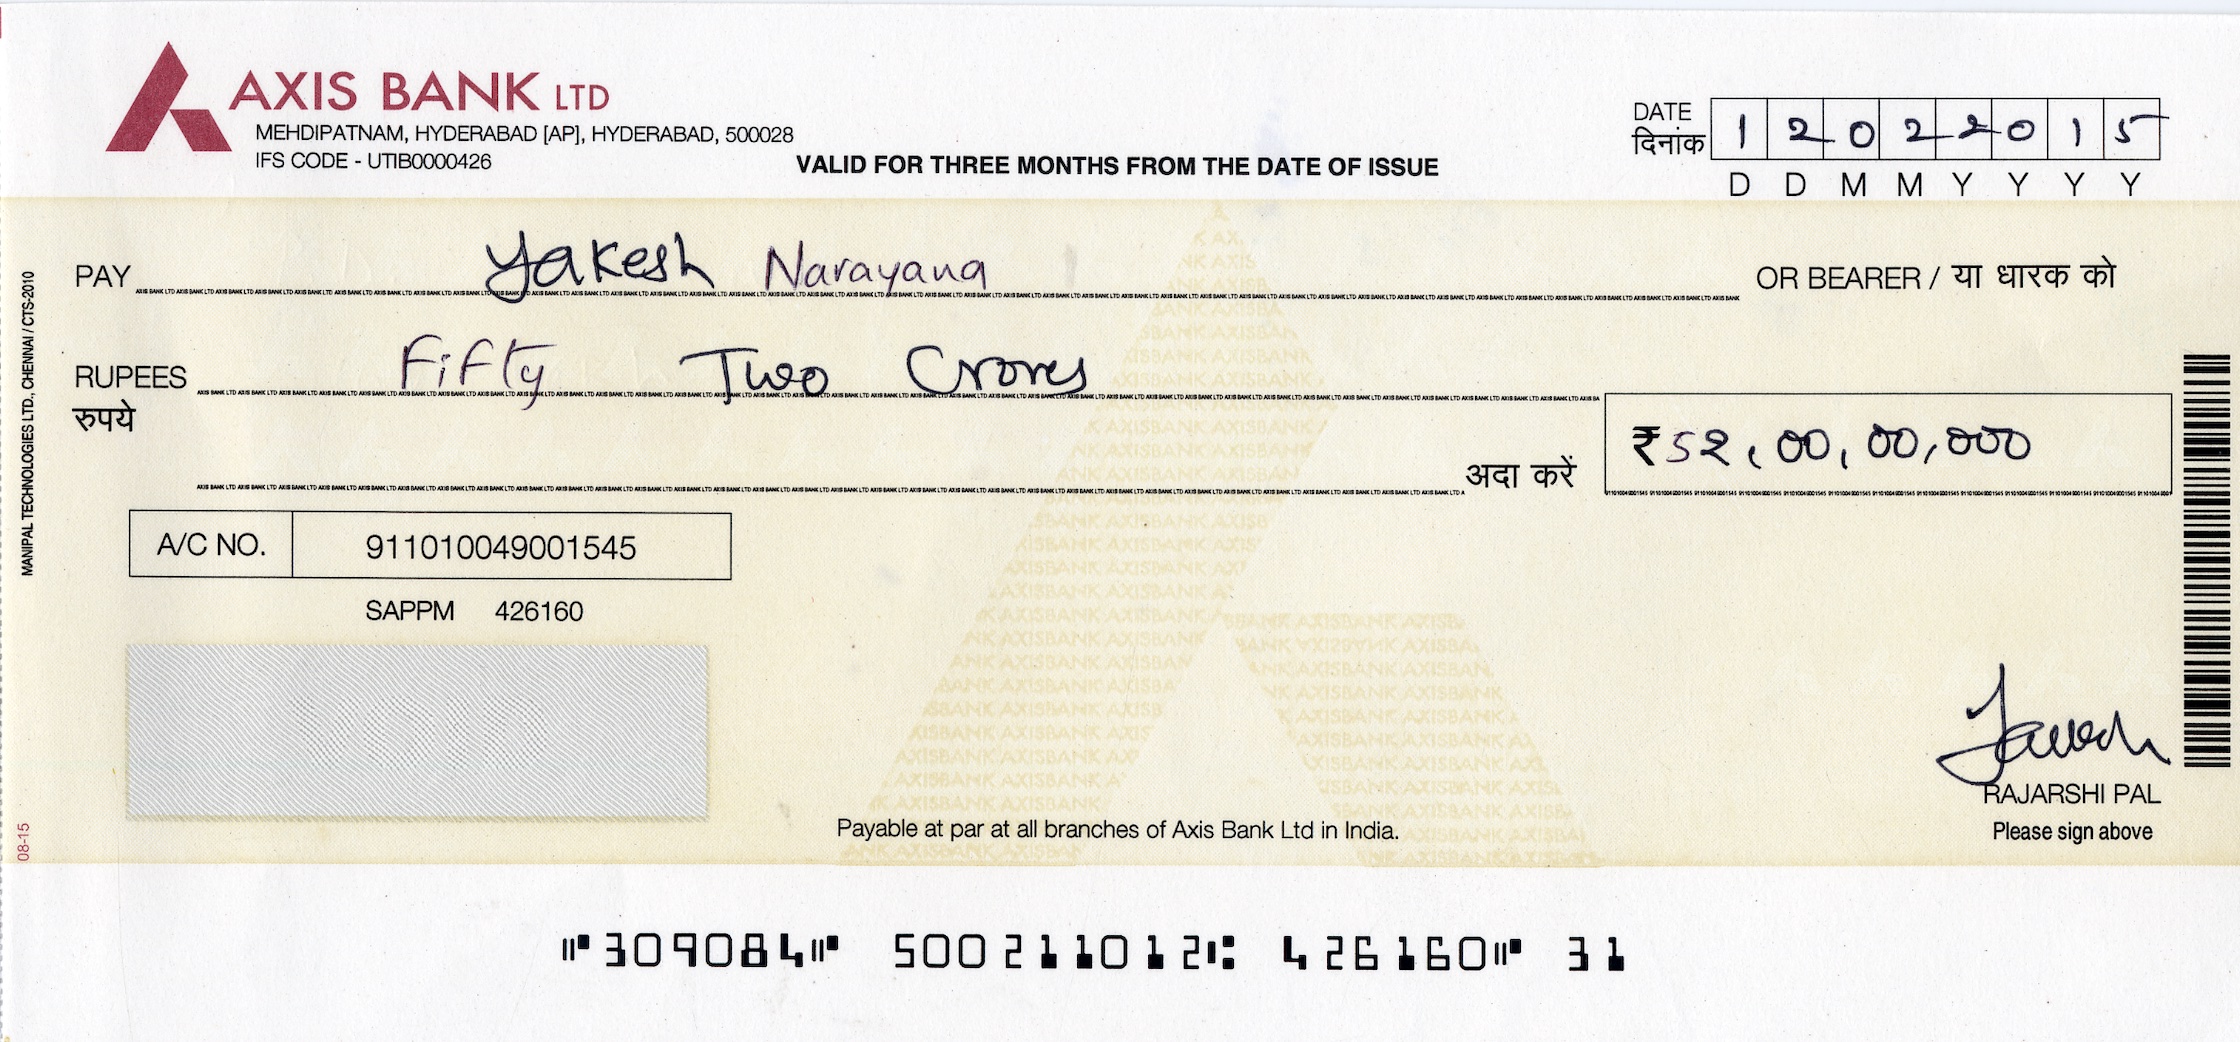 AXIS BANK LTD
MEHDIPATNAM, HYDERABAD [AP], HYDERABAD, 500028
IFS CODE - UTIB0000426
VALID FOR THREE MONTHS FROM THE DATE OF ISSUE
DATE
दिनांक
1 2 0 2 2 0 1 5
D D M M Y Y Y Y
PAY Yakesh Narayana OR BEARER / या धारक को
RUPEES Fifty Two Crores
रुपये
अदा करें ₹ 52,00,00,000
A/C NO. 911010049001545
SAPPM 426160
VOID
RAJARSHI PAL
Please sign above
Payable at par at all branches of Axis Bank Ltd in India.
MANIPAL TECHNOLOGIES LTD., CHENNAI / CTS-2010
08-15
⑈309084⑈ 500211012⑆ 426160⑈ 31